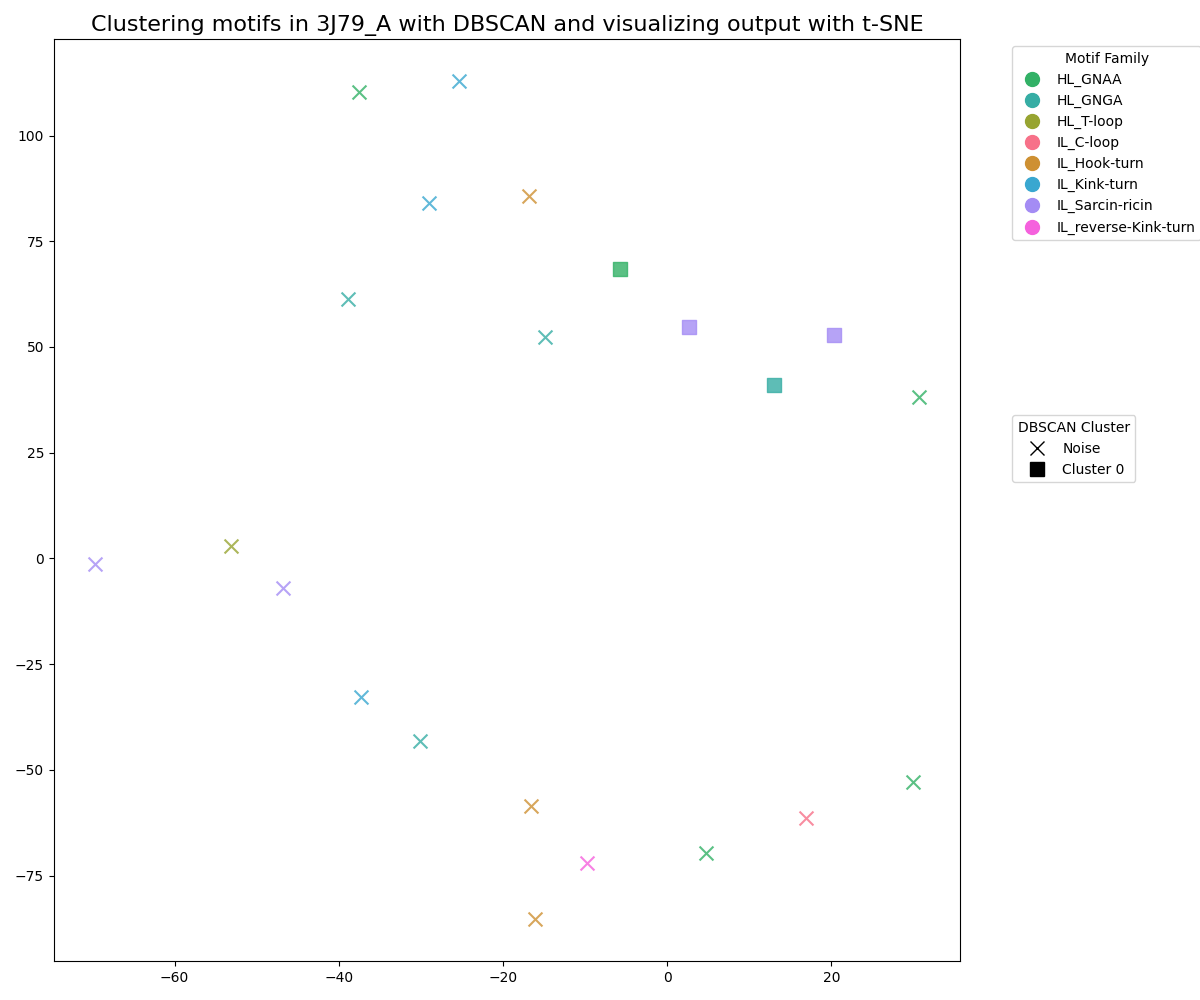 Clustering motifs in 3J79_A with DBSCAN and visualizing output with t-SNE
Motif Family
HL_GNAA
HL_GNGA
HL_T-loop
IL_C-loop
IL_Hook-turn
IL_Kink-turn
IL_Sarcin-ricin
IL_reverse-Kink-turn
DBSCAN Cluster
Noise
Cluster 0
100
75
50
25
0
−25
−50
−75
−60
−40
−20
0
20